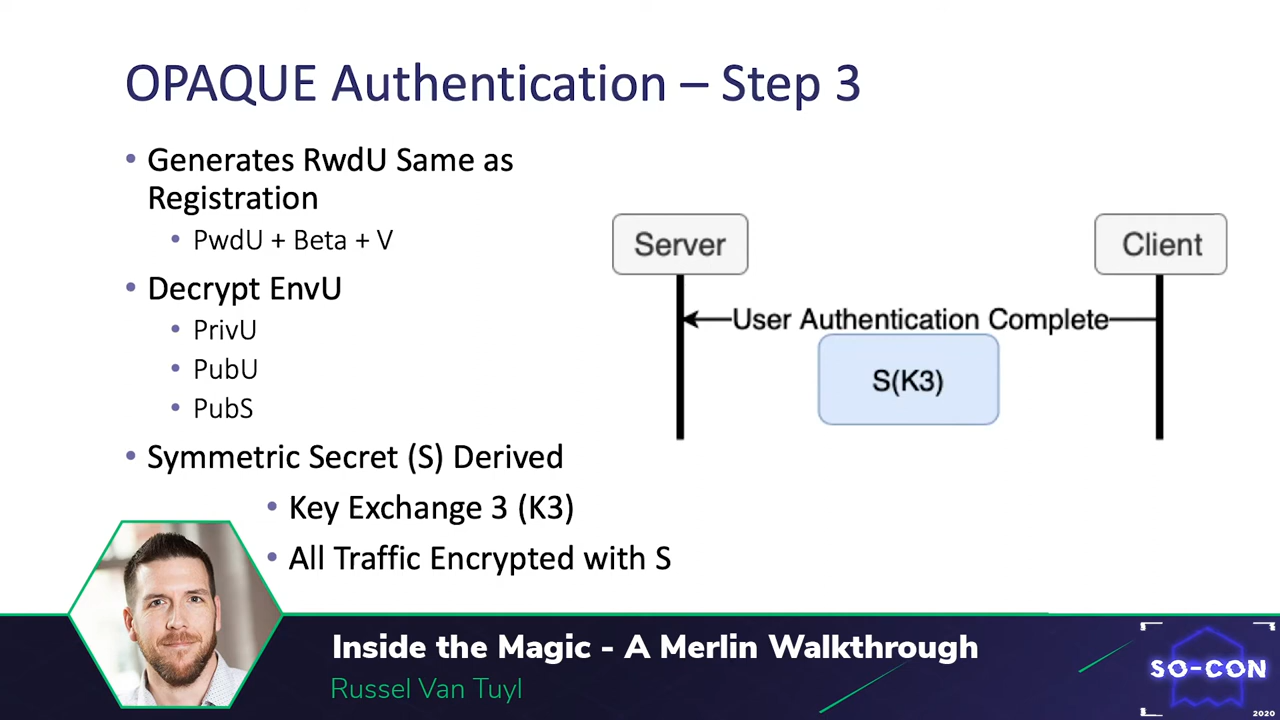 OPAQUE Authentication – Step 3
• Generates RwdU Same as
Registration
• PwdU + Beta + V
• Decrypt EnvU
• PrivU
• PubU
• PubS
• Symmetric Secret (S) Derived
• Key Exchange 3 (K3)
• All Traffic Encrypted with S
Server
Client
User Authentication Complete
S(K3)
Inside the Magic - A Merlin Walkthrough
Russel Van Tuyl
SO-CON
2020